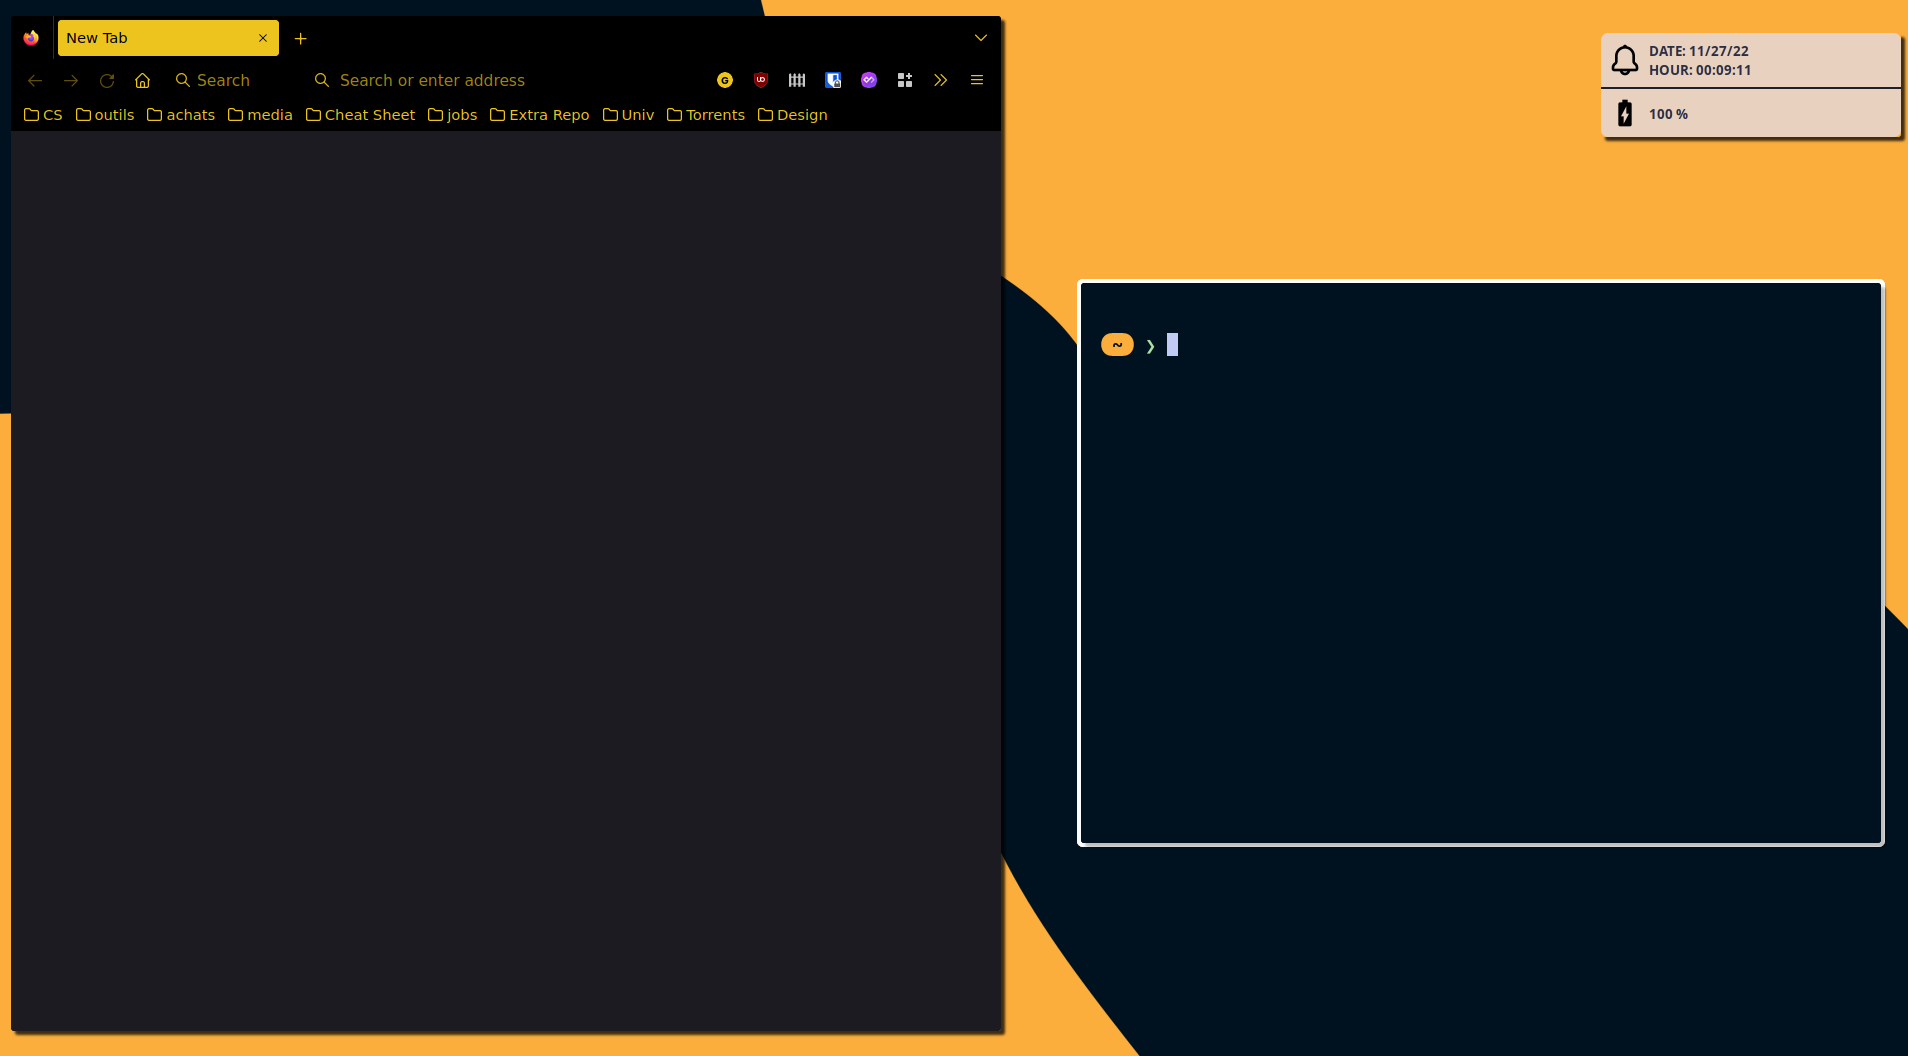 New Tab
Search
Search or enter address
G
UO
CS outils achats media Cheat Sheet jobs Extra Repo Univ Torrents Design
DATE: 11/27/22
HOUR: 00:09:11
100 %
~ ❯